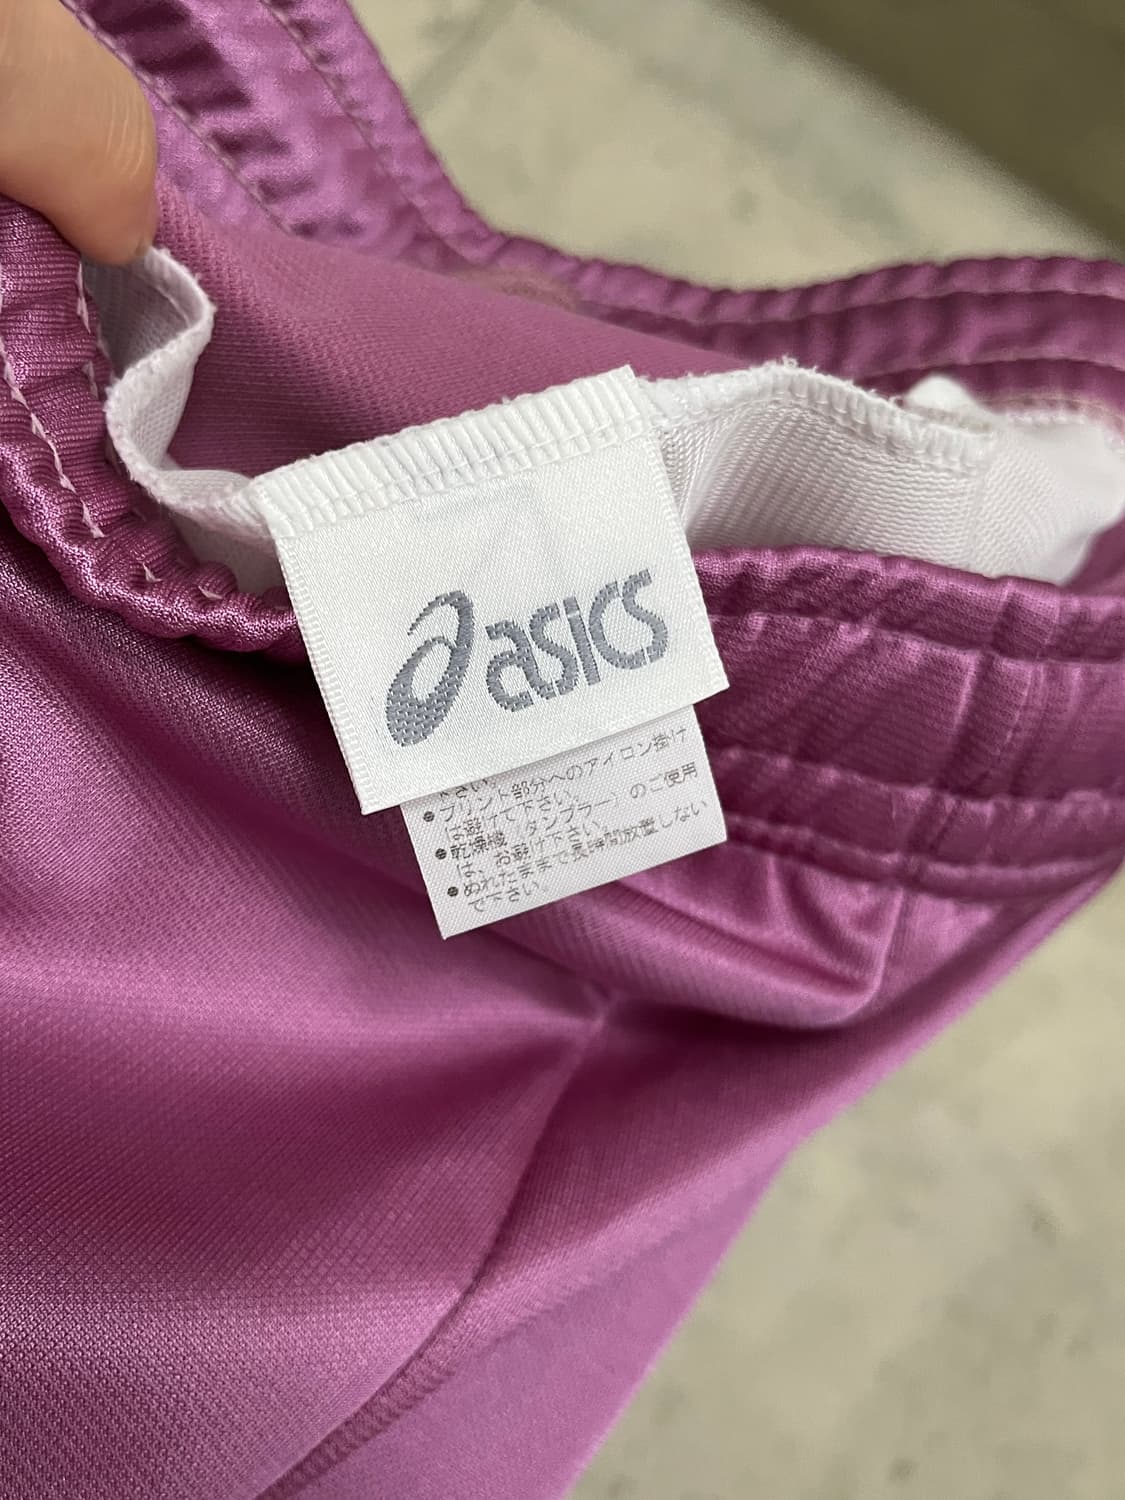 asics
ださい。
●プリント部分へのアイロン掛け
は避けて下さい。
●乾燥機（タンブラー）のご使用
は、お避け下さい。
●ぬれたままで長時間放置しない
で下さい。